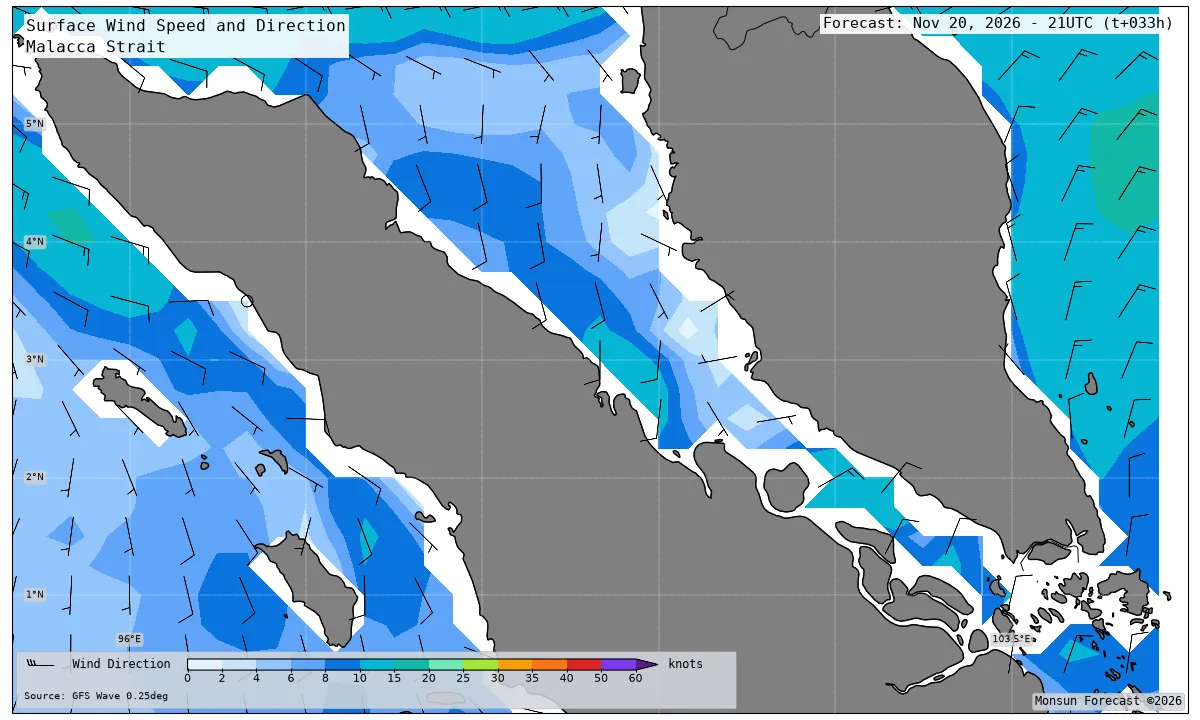 Surface Wind Speed and Direction
Malacca Strait
Forecast: Nov 20, 2026 - 21UTC (t+033h)
5°N
4°N
3°N
2°N
1°N
96°E
103.5°E
Wind Direction
0 2 4 6 8 10 15 20 25 30 35 40 50 60
knots
Source: GFS Wave 0.25deg
Monsun Forecast ©2026